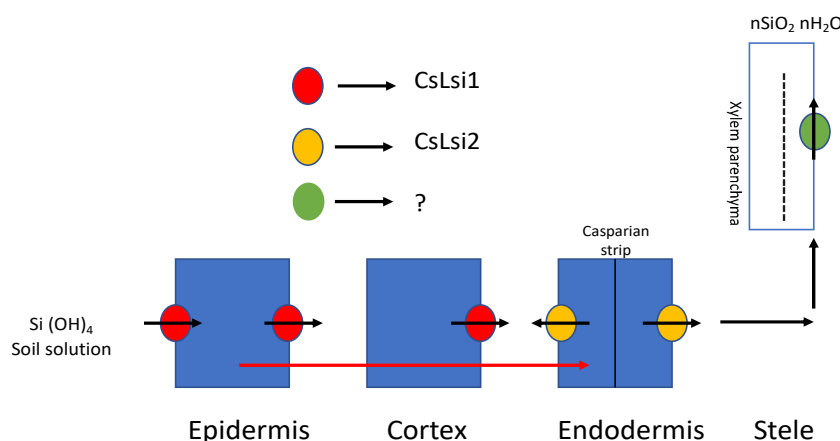 nSiO₂ nH₂O
CsLsi1
CsLsi2
?
Xylem parenchyma
Casparian
strip
Si (OH)₄
Soil solution
Epidermis
Cortex
Endodermis
Stele